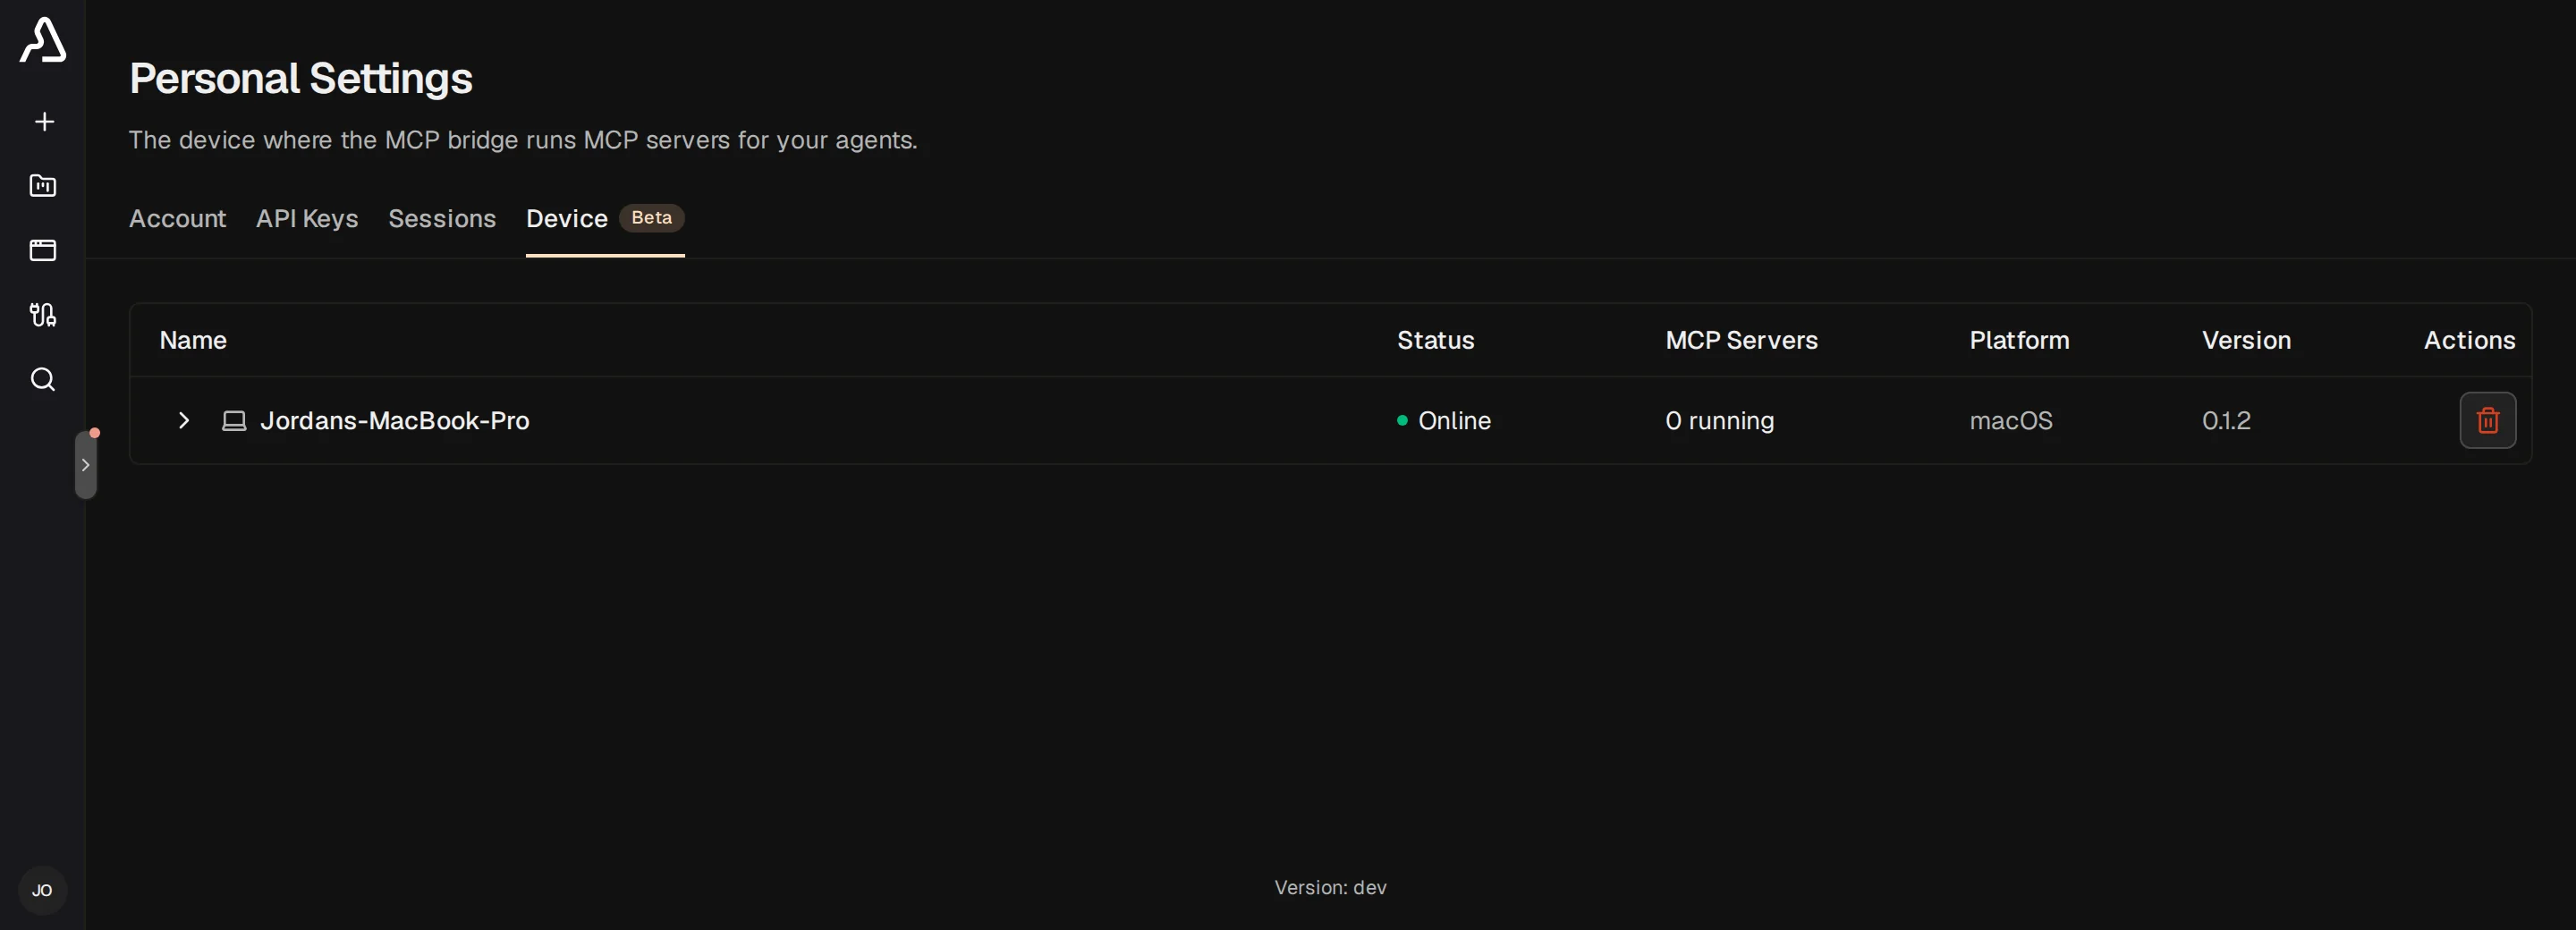 Personal Settings
The device where the MCP bridge runs MCP servers for your agents.
Account API Keys Sessions Device Beta
Name Status MCP Servers Platform Version Actions
Jordans-MacBook-Pro Online 0 running macOS 0.1.2
JO
Version: dev